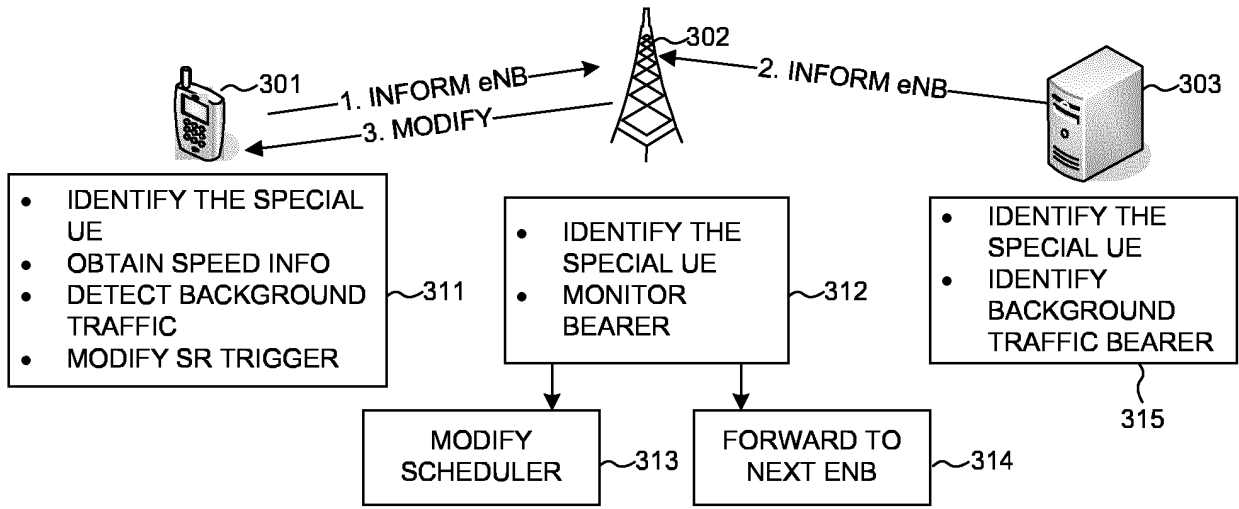 301
1. INFORM eNB
3. MODIFY
302
2. INFORM eNB
303
• IDENTIFY THE SPECIAL
UE
• OBTAIN SPEED INFO
• DETECT BACKGROUND
TRAFFIC
• MODIFY SR TRIGGER
311
• IDENTIFY THE
SPECIAL UE
• MONITOR
BEARER
312
• IDENTIFY THE
SPECIAL UE
• IDENTIFY
BACKGROUND
TRAFFIC BEARER
315
MODIFY
SCHEDULER
313
FORWARD TO
NEXT ENB
314